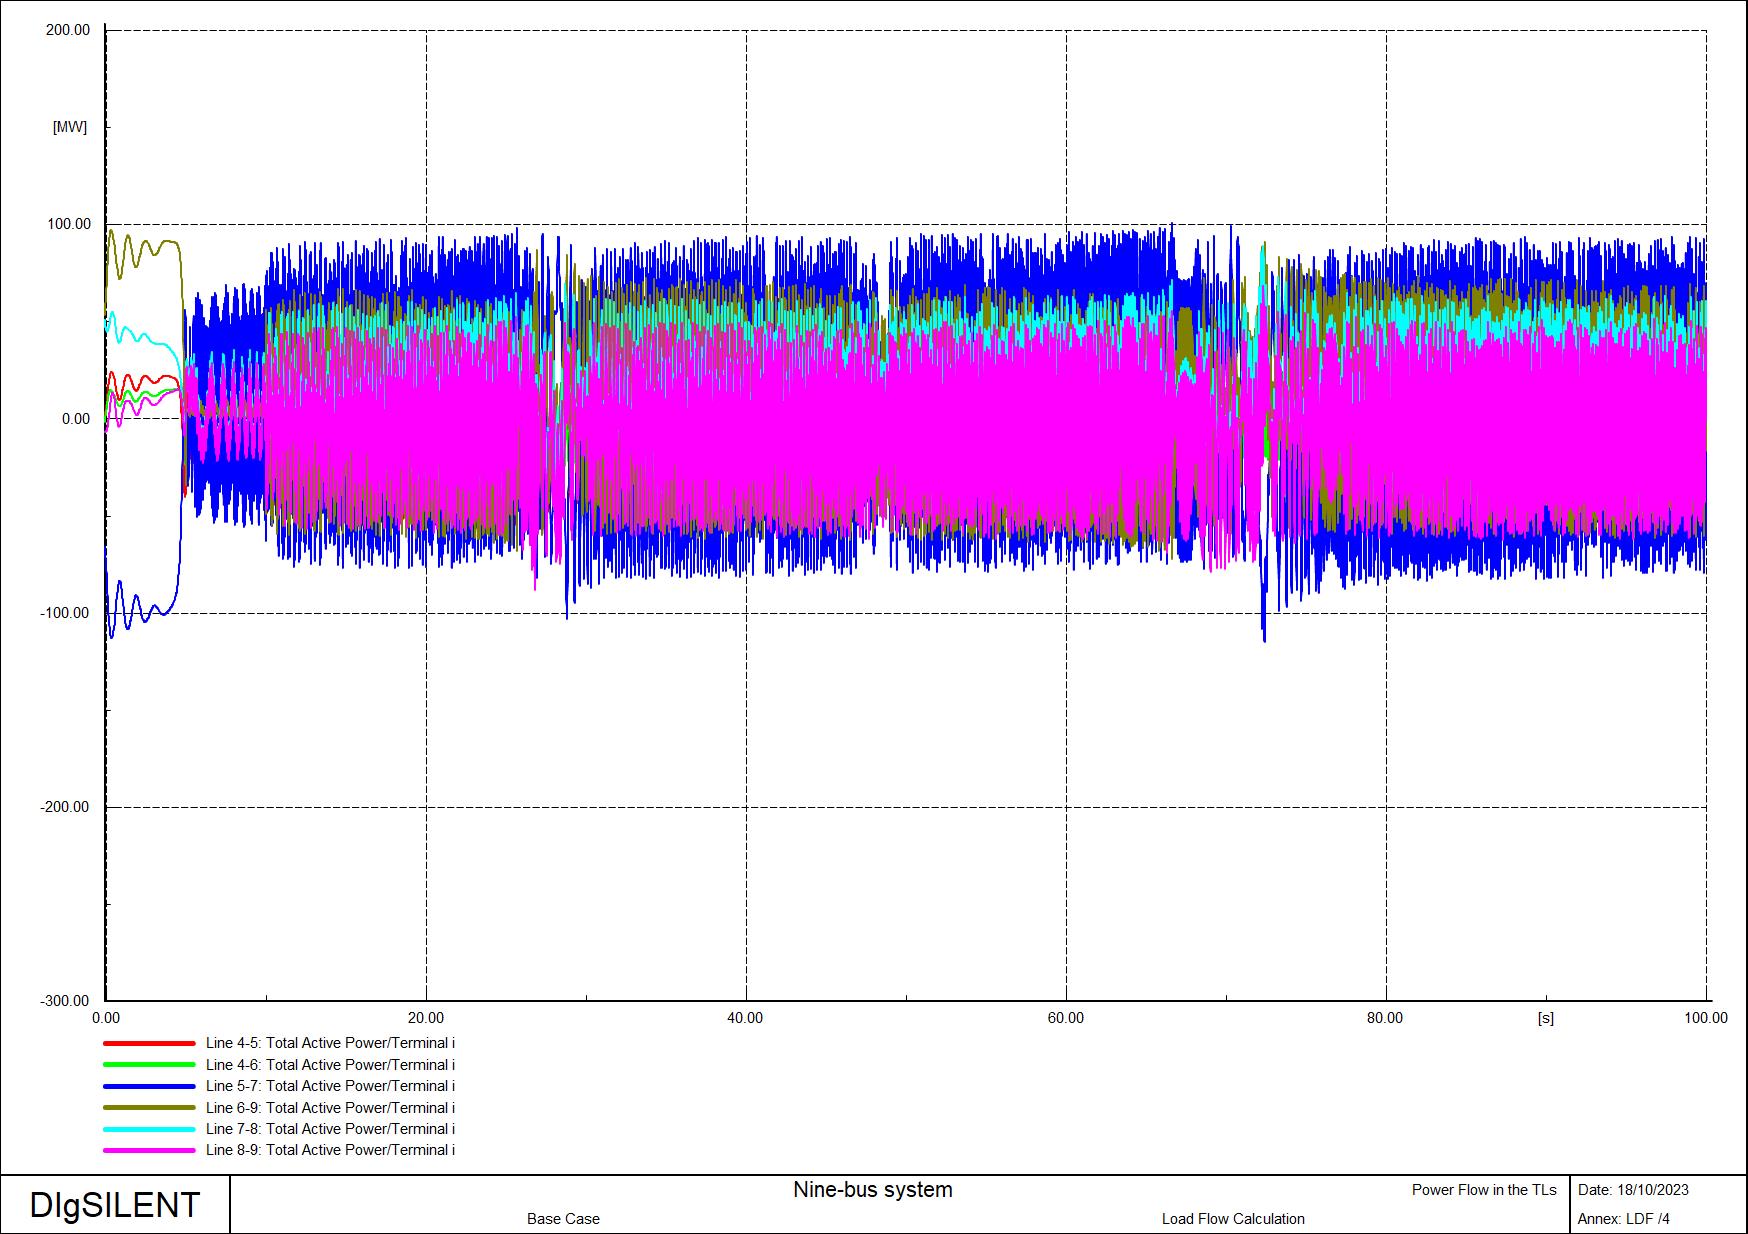 200.00
[MW]
100.00
0.00
-100.00
-200.00
-300.00
0.00 20.00 40.00 60.00 80.00 [s] 100.00
Line 4-5: Total Active Power/Terminal i
Line 4-6: Total Active Power/Terminal i
Line 5-7: Total Active Power/Terminal i
Line 6-9: Total Active Power/Terminal i
Line 7-8: Total Active Power/Terminal i
Line 8-9: Total Active Power/Terminal i
DIgSILENT
Nine-bus system
Power Flow in the TLs
Date: 18/10/2023
Base Case
Load Flow Calculation
Annex: LDF /4